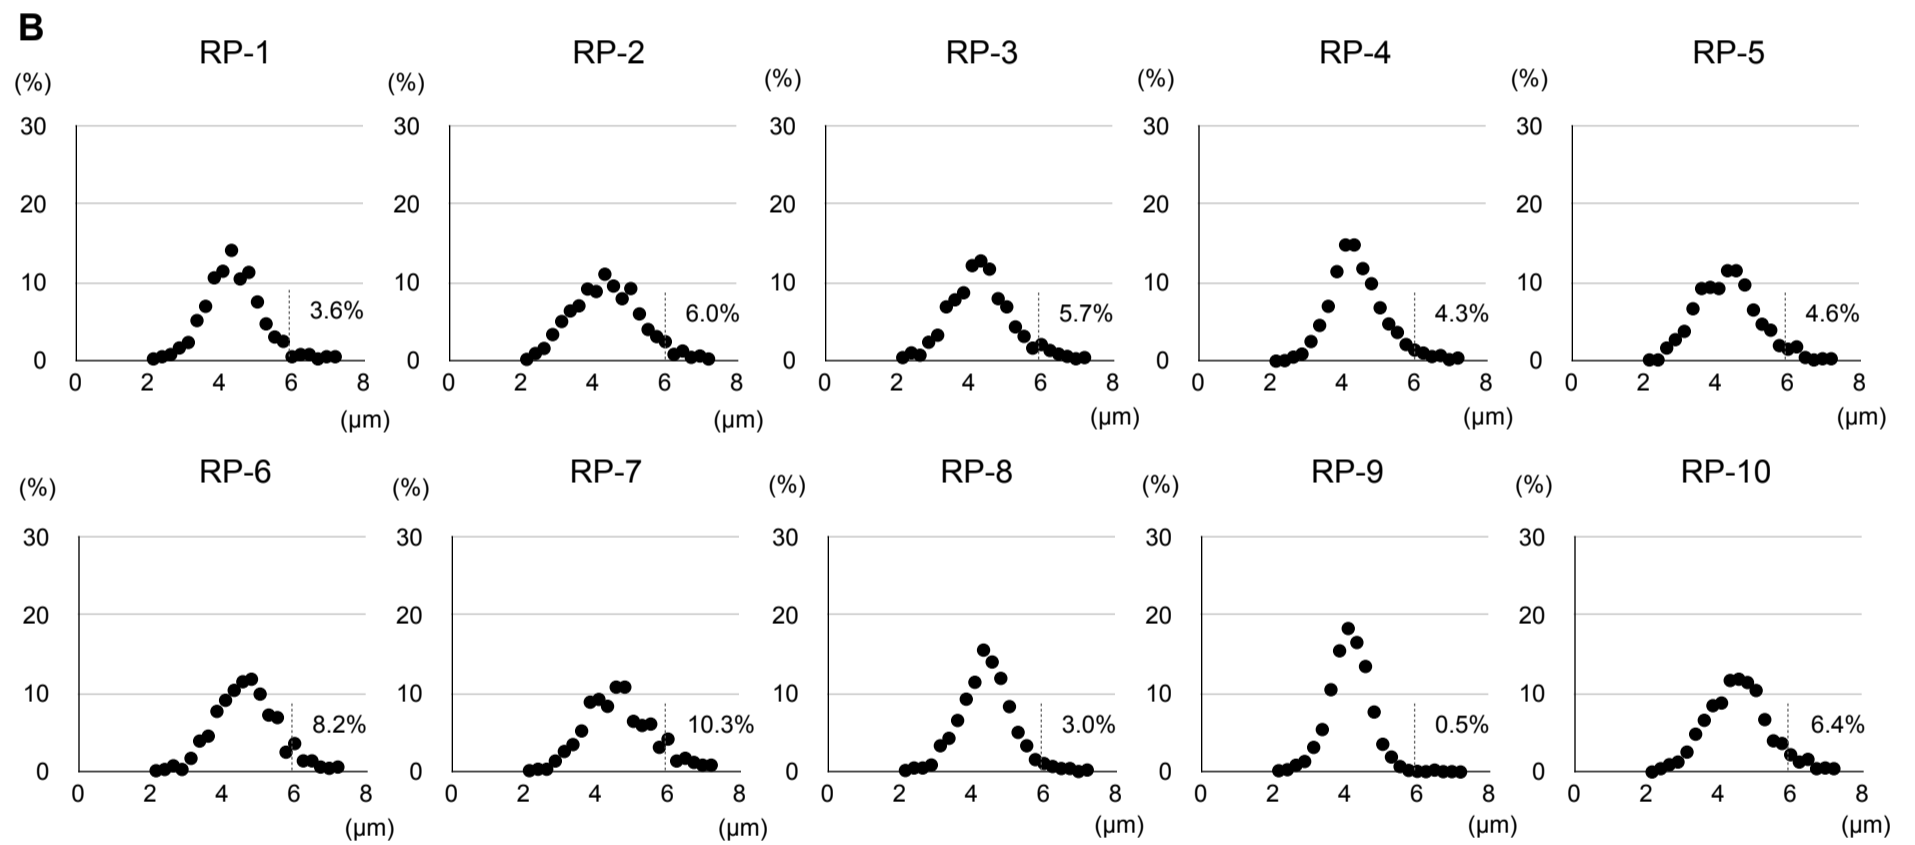 B
RP-1 RP-2 RP-3 RP-4 RP-5
(%) (%) (%) (%) (%)
30 30 30 30 30
20 20 20 20 20
10 10 10 10 10
3.6% 6.0% 5.7% 4.3% 4.6%
0 0 0 0 0
0 2 4 6 8 0 2 4 6 8 0 2 4 6 8 0 2 4 6 8 0 2 4 6 8
(µm) (µm) (µm) (µm) (µm)
RP-6 RP-7 RP-8 RP-9 RP-10
(%) (%) (%) (%) (%)
30 30 30 30 30
20 20 20 20 20
10 10 10 10 10
8.2% 10.3% 3.0% 0.5% 6.4%
0 0 0 0 0
0 2 4 6 8 0 2 4 6 8 0 2 4 6 8 0 2 4 6 8 0 2 4 6 8
(µm) (µm) (µm) (µm) (µm)